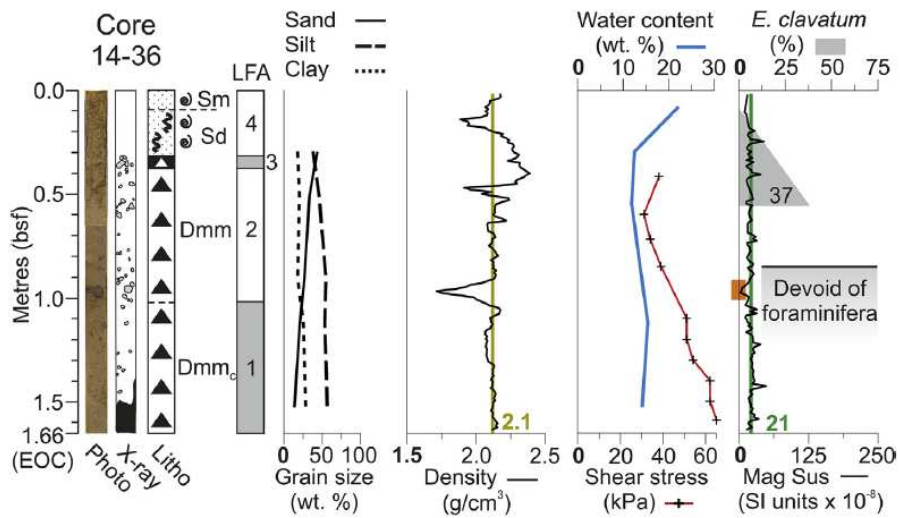 Core
14-36
Sand
Silt
Clay
LFA
Water content
(wt. %)
0 10 20 30
E. clavatum
(%)
0 25 50 75
0.0
0.5
1.0
1.5
1.66
(EOC)
Metres (bsf)
Sm
Sd
Dmm
Dmmc
4
3
2
1
37
Devoid of
foraminifera
2.1
21
Photo
X-ray
Litho
0 50 100
Grain size
(wt. %)
1.5 2.0 2.5
Density
(g/cm³)
0 20 40 60
Shear stress
(kPa)
0 125 250
Mag Sus
(SI units x 10⁻⁸)